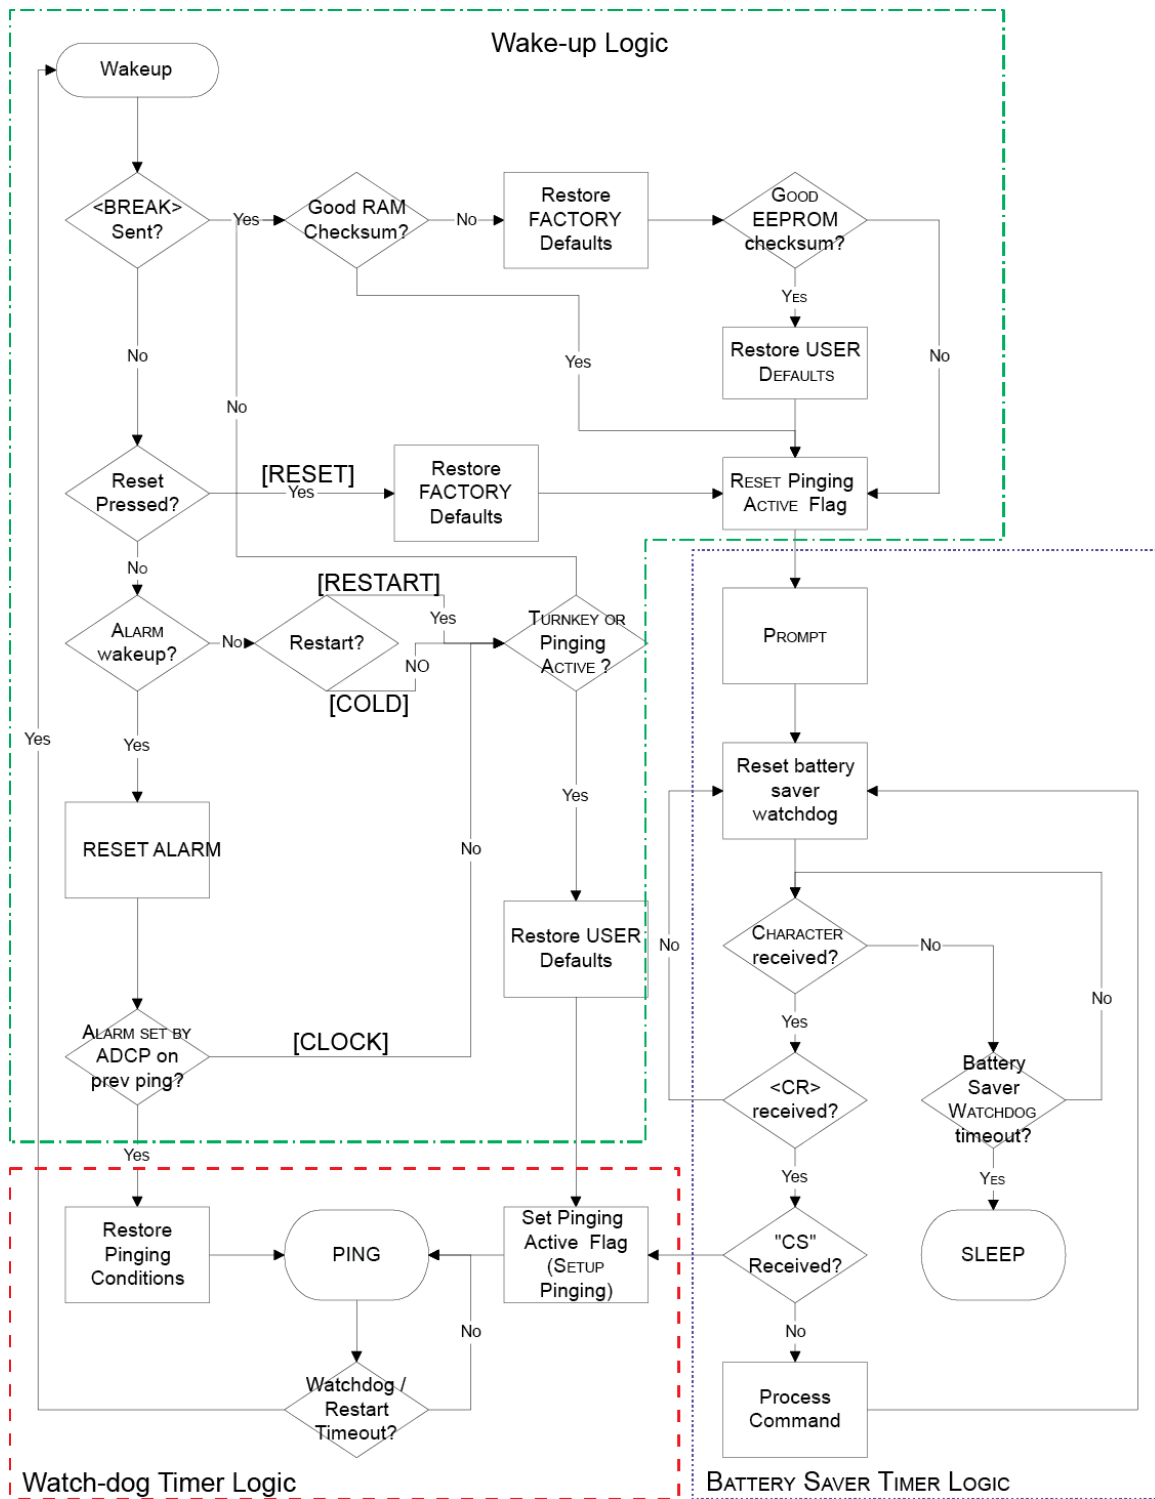 Wake-up Logic
Wakeup
<BREAK>
Sent?
Yes
Good RAM
Checksum?
No
Restore
FACTORY
Defaults
GOOD
EEPROM
checksum?
YES
No
Restore USER
DEFAULTS
Yes
No
No
Reset
Pressed?
[RESET]
Yes
Restore
FACTORY
Defaults
RESET Pinging
ACTIVE Flag
No
ALARM
wakeup?
No
Restart?
[RESTART]
Yes
NO
[COLD]
TURNKEY OR
Pinging
ACTIVE ?
PROMPT
Yes
Yes
RESET ALARM
No
Yes
Restore USER
Defaults
Reset battery
saver
watchdog
No
CHARACTER
received?
No
No
Yes
ALARM SET BY
ADCP on
prev ping?
[CLOCK]
<CR>
received?
Battery
Saver
WATCHDOG
timeout?
Yes
Yes
YES
Restore
Pinging
Conditions
PING
Set Pinging
Active Flag
(SETUP
Pinging)
"CS"
Received?
SLEEP
No
No
Watchdog /
Restart
Timeout?
Process
Command
Watch-dog Timer Logic
BATTERY SAVER TIMER LOGIC